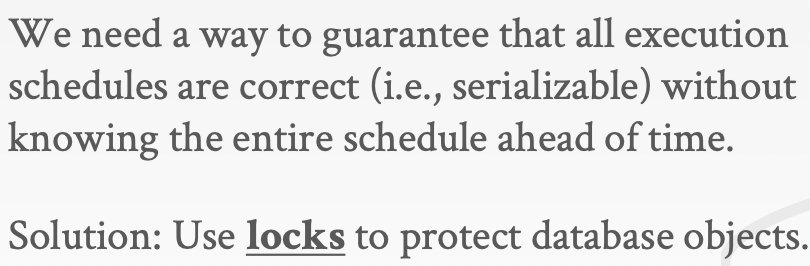 We need a way to guarantee that all execution
schedules are correct (i.e., serializable) without
knowing the entire schedule ahead of time.
Solution: Use locks to protect database objects.